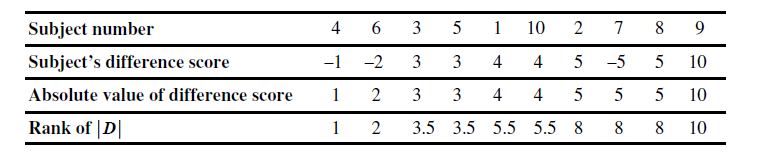 Subject number 4 6 3 5 1 10 2 7 8 9
Subject's difference score –1 –2 3 3 4 4 5 –5 5 10
Absolute value of difference score 1 2 3 3 4 4 5 5 5 10
Rank of |D| 1 2 3.5 3.5 5.5 5.5 8 8 8 10